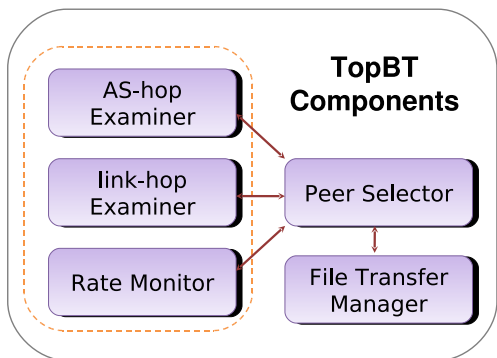 TopBT
Components
AS-hop
Examiner
link-hop
Examiner
Peer Selector
Rate Monitor
File Transfer
Manager